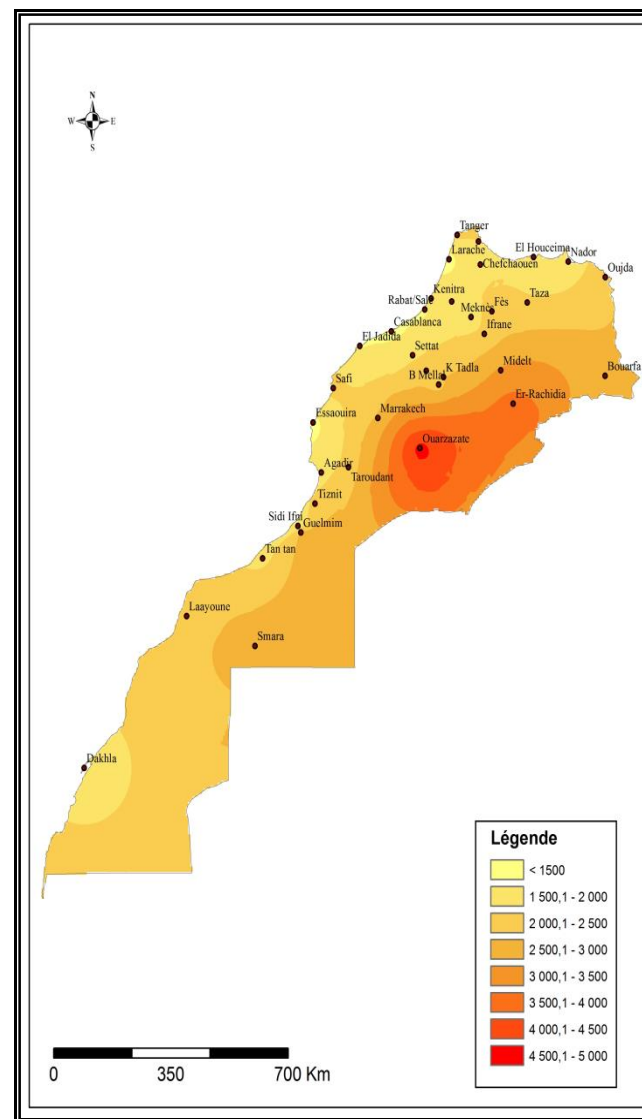 N
W E
S
Tanger
Larache
El Houceima
Nador
Chefchaouen
Oujda
Kenitra
Rabat/Salé
Meknès
Fès
Taza
Casablanca
Ifrane
El Jadida
Settat
B Mellal
K Tadla
Midelt
Bouarfa
Safi
Er-Rachidia
Essaouira
Marrakech
Ouarzazate
Agadir
Taroudant
Tiznit
Sidi Ifni
Guelmim
Tan tan
Laayoune
Smara
Dakhla
Légende
< 1500
1 500,1 - 2 000
2 000,1 - 2 500
2 500,1 - 3 000
3 000,1 - 3 500
3 500,1 - 4 000
4 000,1 - 4 500
4 500,1 - 5 000
0 350 700 Km